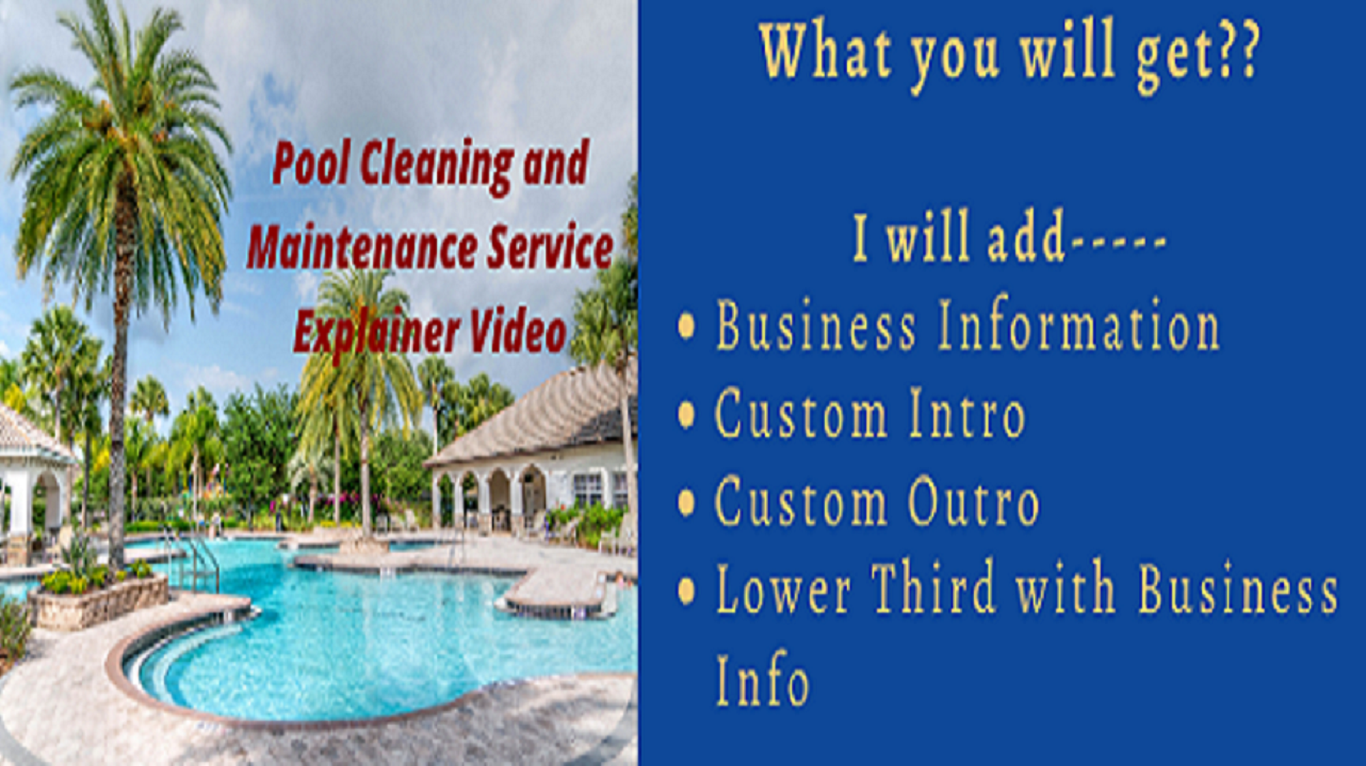 Pool Cleaning and
Maintenance Service
Explainer Video
What you will get??
I will add-----
• Business Information
• Custom Intro
• Custom Outro
• Lower Third with Business
Info